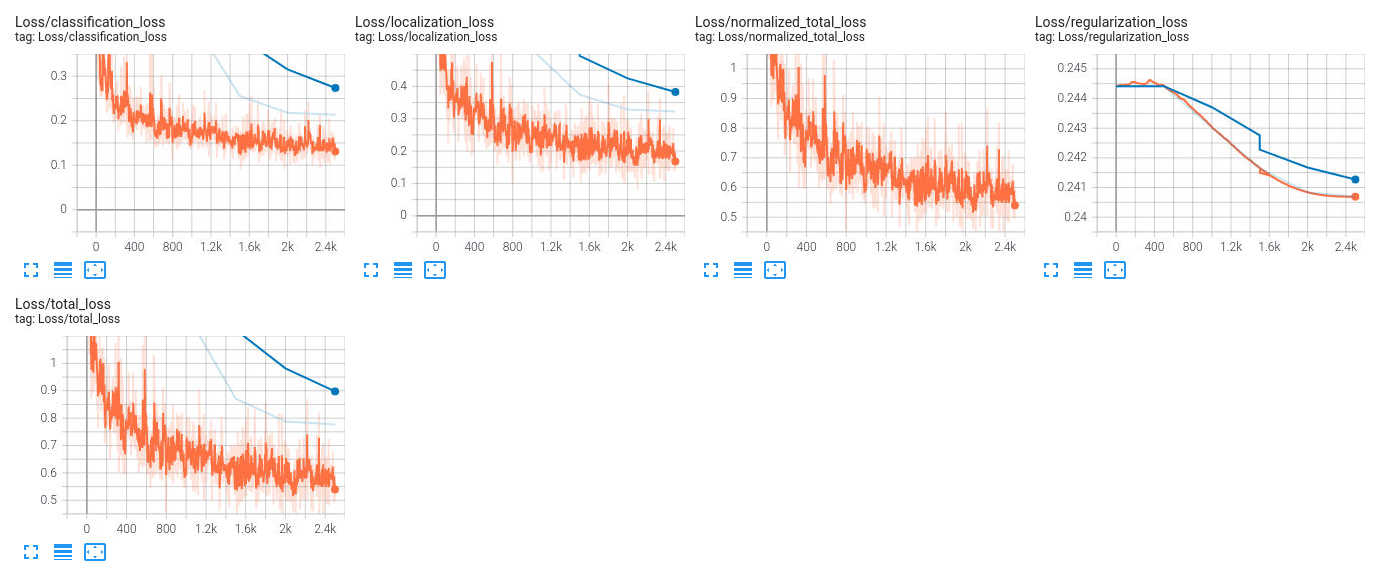 Loss/classification_loss
tag: Loss/classification_loss
0.3
0.2
0.1
0
0 400 800 1.2k 1.6k 2k 2.4k
Loss/localization_loss
tag: Loss/localization_loss
0.4
0.3
0.2
0.1
0
0 400 800 1.2k 1.6k 2k 2.4k
Loss/normalized_total_loss
tag: Loss/normalized_total_loss
1
0.9
0.8
0.7
0.6
0.5
0 400 800 1.2k 1.6k 2k 2.4k
Loss/regularization_loss
tag: Loss/regularization_loss
0.245
0.244
0.243
0.242
0.241
0.24
0 400 800 1.2k 1.6k 2k 2.4k
Loss/total_loss
tag: Loss/total_loss
1
0.9
0.8
0.7
0.6
0.5
0 400 800 1.2k 1.6k 2k 2.4k